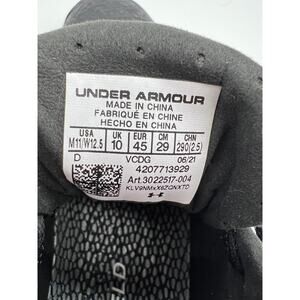 UNDER ARMOUR
MADE IN CHINA
FABRIQUÉ EN CHINE
HECHO EN CHINA
USA UK EUR CM CHN
M11/W12.5 10 45 29 290(2.5)
D VCDG 06/21
4207713929
Art.3022517-004
KLV9NMxX6ZQNXTD